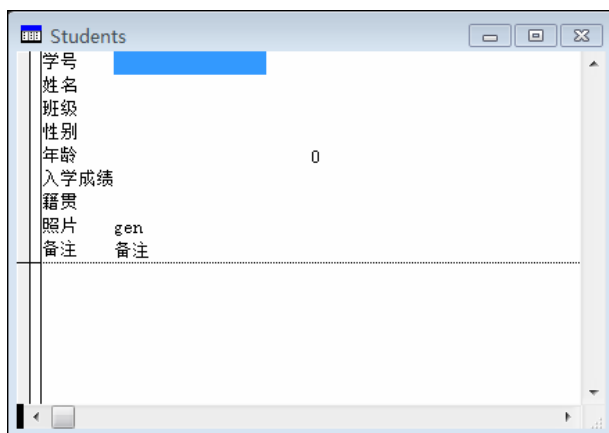 Students
学号
姓名
班级
性别
年龄 0
入学成绩
籍贯
照片 gen
备注 备注